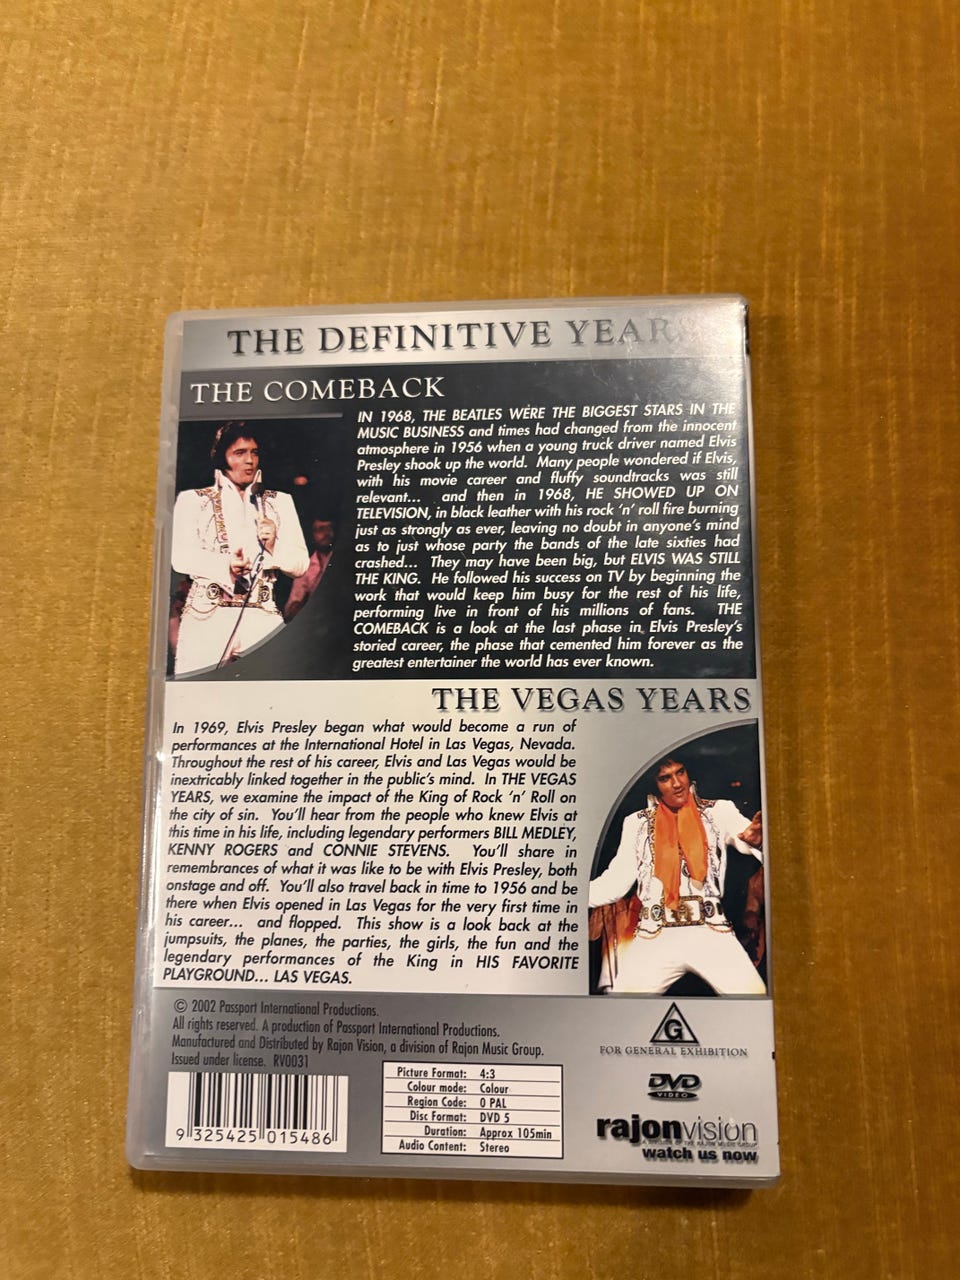 THE DEFINITIVE YEARS
THE COMEBACK
IN 1968, THE BEATLES WERE THE BIGGEST STARS IN THE
MUSIC BUSINESS and times had changed from the innocent
atmosphere in 1956 when a young truck driver named Elvis
Presley shook up the world. Many people wondered if Elvis,
with his movie career and fluffy soundtracks was still
relevant... and then in 1968, HE SHOWED UP ON
TELEVISION, in black leather with his rock 'n' roll fire burning
just as strongly as ever, leaving no doubt in anyone's mind
as to just whose party the bands of the late sixties had
crashed... They may have been big, but ELVIS WAS STILL
THE KING. He followed his success on TV by beginning the
work that would keep him busy for the rest of his life,
performing live in front of his millions of fans. THE
COMEBACK is a look at the last phase in Elvis Presley's
storied career, the phase that cemented him forever as the
greatest entertainer the world has ever known.
THE VEGAS YEARS
In 1969, Elvis Presley began what would become a run of
performances at the International Hotel in Las Vegas, Nevada.
Throughout the rest of his career, Elvis and Las Vegas would be
inextricably linked together in the public's mind. In THE VEGAS
YEARS, we examine the impact of the King of Rock 'n' Roll on
the city of sin. You'll hear from the people who knew Elvis at
this time in his life, including legendary performers BILL MEDLEY,
KENNY ROGERS and CONNIE STEVENS. You'll share in
remembrances of what it was like to be with Elvis Presley, both
onstage and off. You'll also travel back in time to 1956 and be
there when Elvis opened in Las Vegas for the very first time in
his career... and flopped. This show is a look back at the
jumpsuits, the planes, the parties, the girls, the fun and the
legendary performances of the King in HIS FAVORITE
PLAYGROUND... LAS VEGAS.
© 2002 Passport International Productions.
All rights reserved. A production of Passport International Productions.
Manufactured and Distributed by Rajon Vision, a division of Rajon Music Group.
Issued under license. RV0031
9 325425 015486
Picture Format: 4:3
Colour mode: Colour
Region Code: 0 PAL
Disc Format: DVD 5
Duration: Approx 105min
Audio Content: Stereo
G
FOR GENERAL EXHIBITION
DVD
VIDEO
rajonvision
A DIVISION OF THE RAJON MUSIC GROUP
watch us now